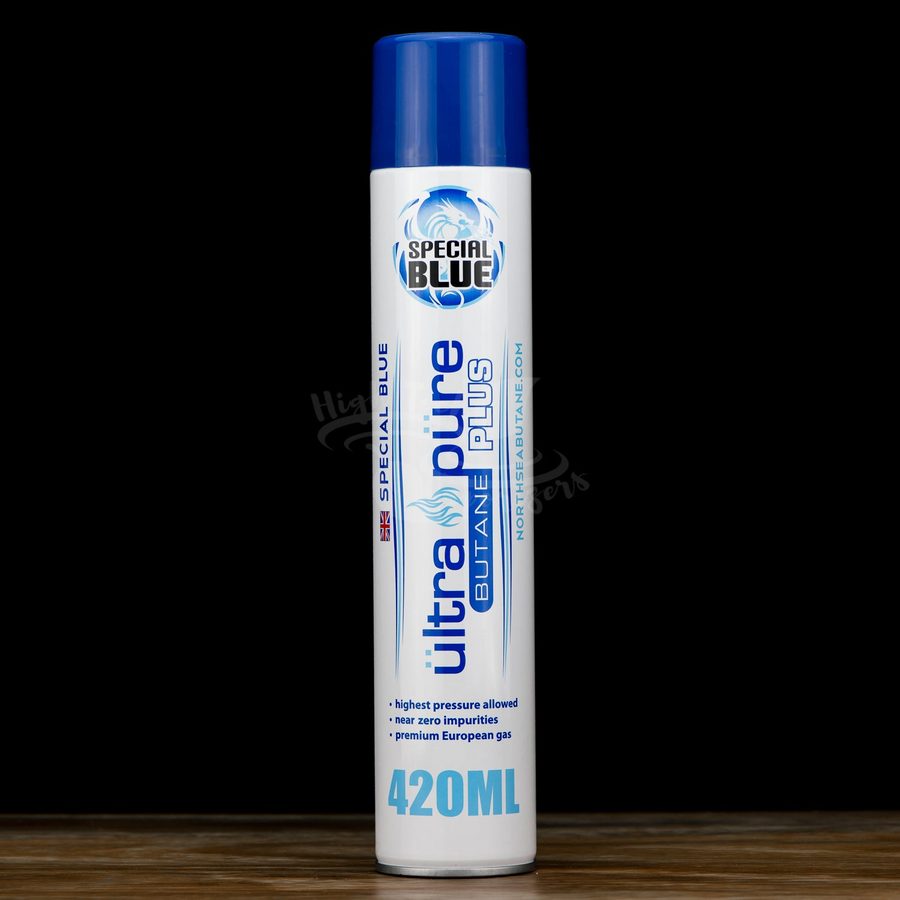 SPECIAL
BLUE
SPECIAL BLUE
ültra püre
BUTANE PLUS
NORTHSEABUTANE.COM
• highest pressure allowed
• near zero impurities
• premium European gas
420ML